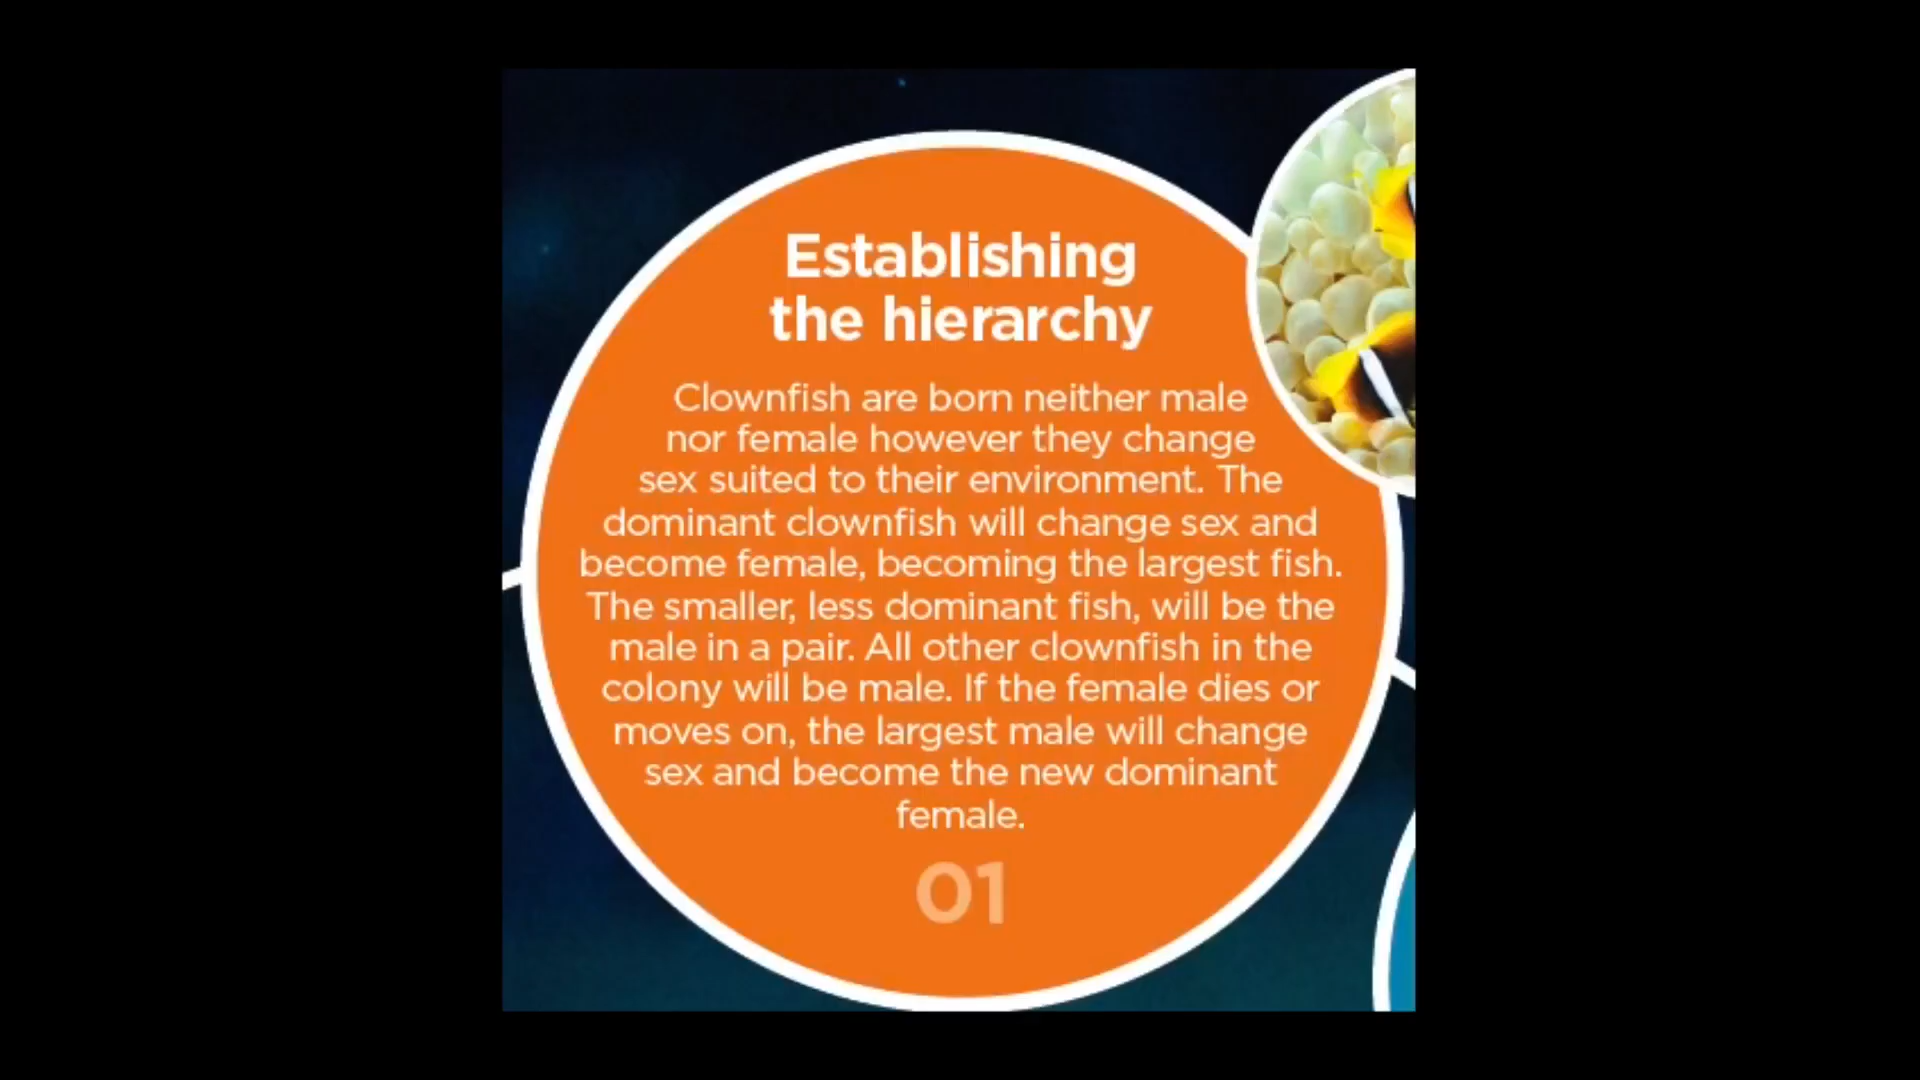 Establishing
the hierarchy
Clownfish are born neither male
nor female however they change
sex suited to their environment. The
dominant clownfish will change sex and
become female, becoming the largest fish.
The smaller, less dominant fish, will be the
male in a pair. All other clownfish in the
colony will be male. If the female dies or
moves on, the largest male will change
sex and become the new dominant
female.
01